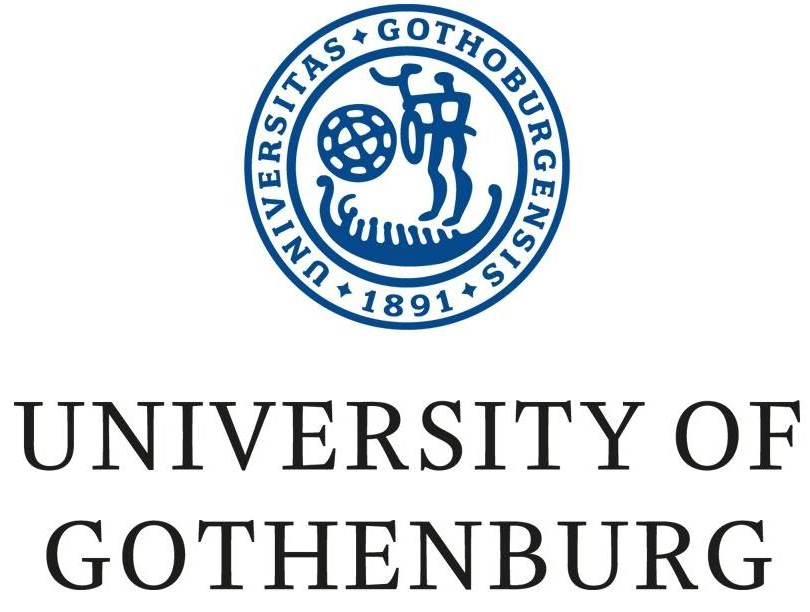 UNIVERSITAS ✦ GOTHOBURGENSIS
✦ 1891 ✦
UNIVERSITY OF
GOTHENBURG